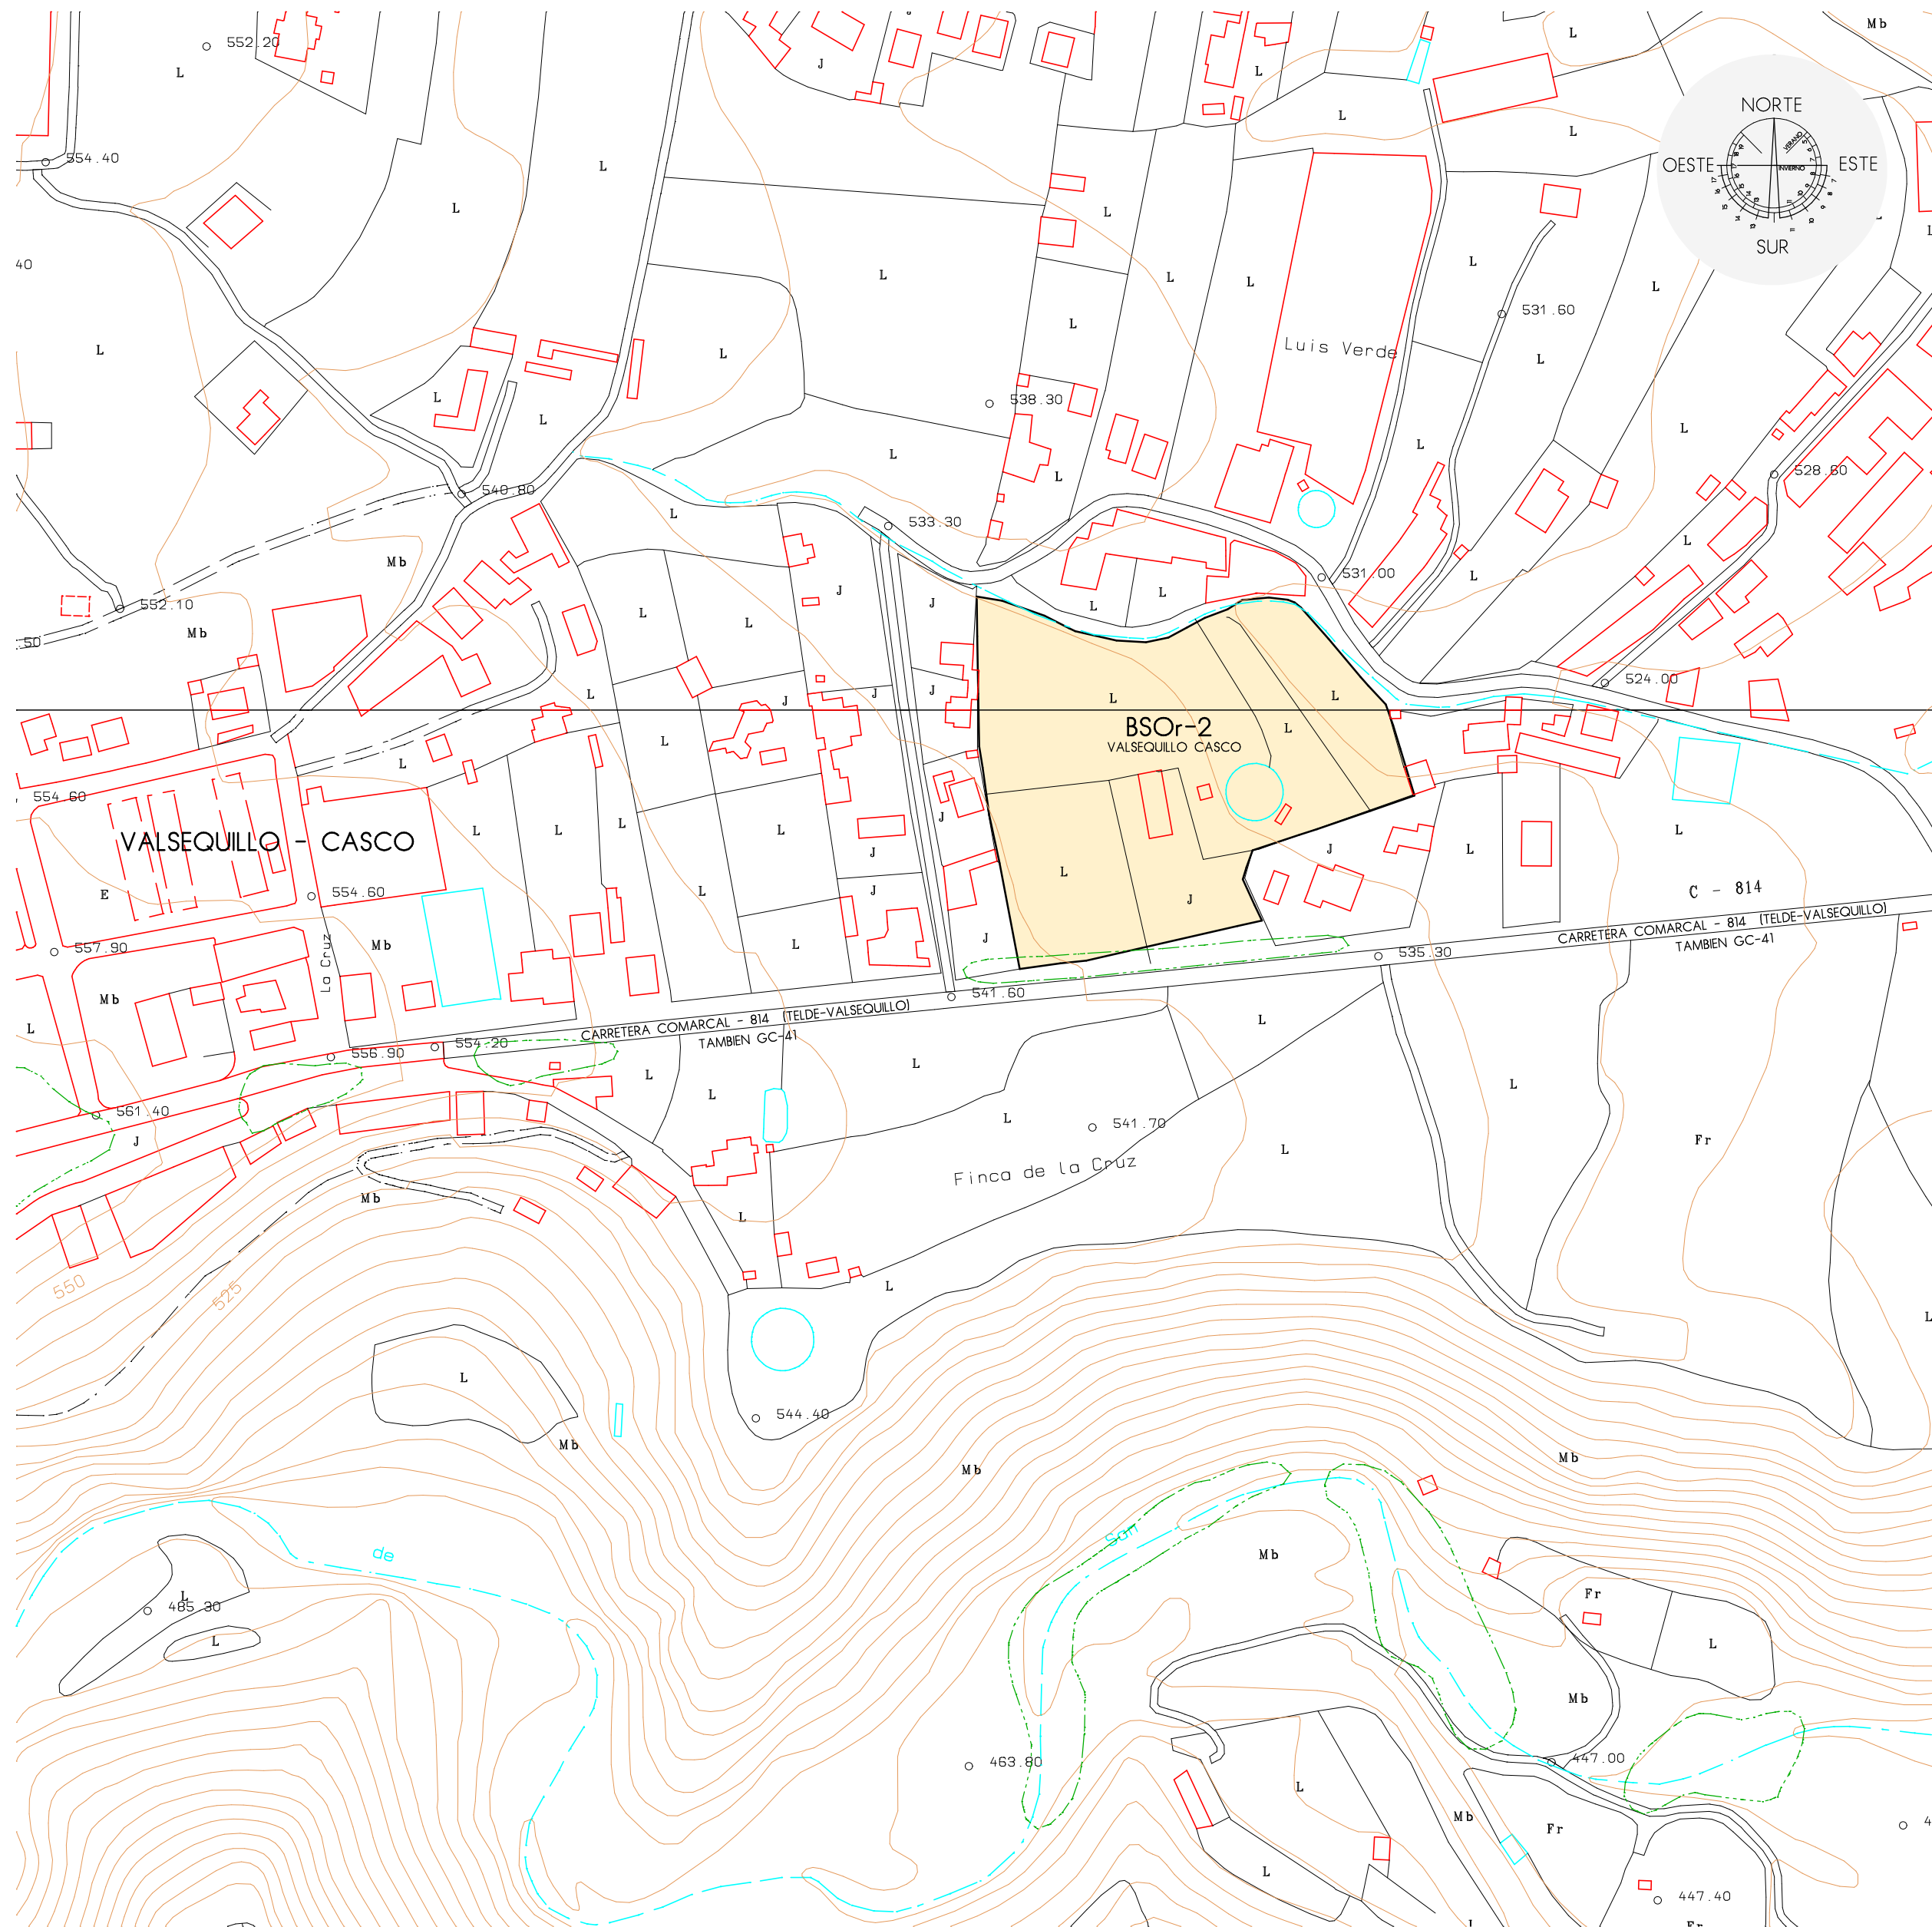 Mb
552.20
L
J
L
L
NORTE
554.40
L
L
L
OESTE
VERANO
INVIERNO
ESTE
SUR
L
L
L
L
L
L
L
L
40
531.60
L
L
L
Luis Verde
L
L
538.30
L
L
L
L
L
L
528.60
540.80
L
533.30
L
Mb
531.00
L
552.10
J
J
L
L
L
L
Mb
50
524.00
L
J
J
J
L
L
BSOr-2
L
VALSEQUILLO CASCO
L
L
554.60
VALSEQUILLO - CASCO
L
L
L
L
J
J
J
L
L
E
554.60
L
J
L
J
C - 814
CARRETERA COMARCAL - 814 (TELDE-VALSEQUILLO)
TAMBIEN GC-41
557.90
La Cruz
Mb
L
J
535.30
Mb
541.60
L
CARRETERA COMARCAL - 814 (TELDE-VALSEQUILLO)
TAMBIEN GC-41
L
556.90
554.20
L
L
L
L
561.40
J
L
541.70
L
Fr
Finca de la Cruz
Mb
L
550
525
L
L
L
544.40
Mb
Mb
Mb
San
de
Mb
L
485.30
Fr
L
L
Mb
463.80
447.00
L
Mb
Fr
L
447.40
Fr